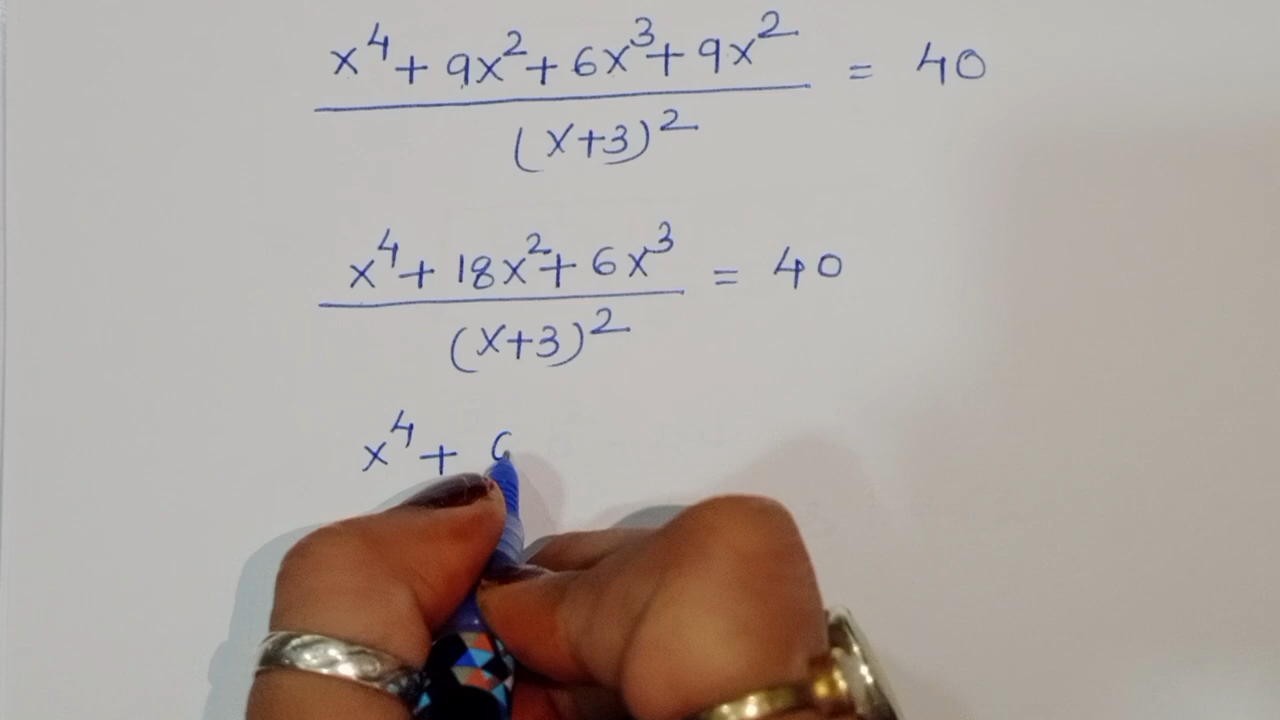 x⁴ + 9x² + 6x³ + 9x² = 40
(x+3)²
x⁴ + 18x² + 6x³ = 40
(x+3)²
x⁴ +